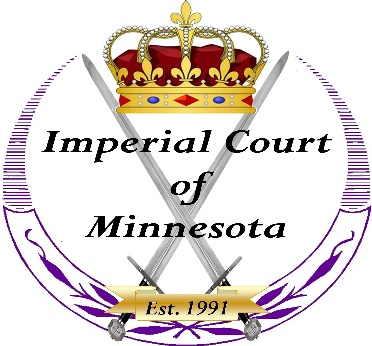 Imperial Court
of
Minnesota
Est. 1991